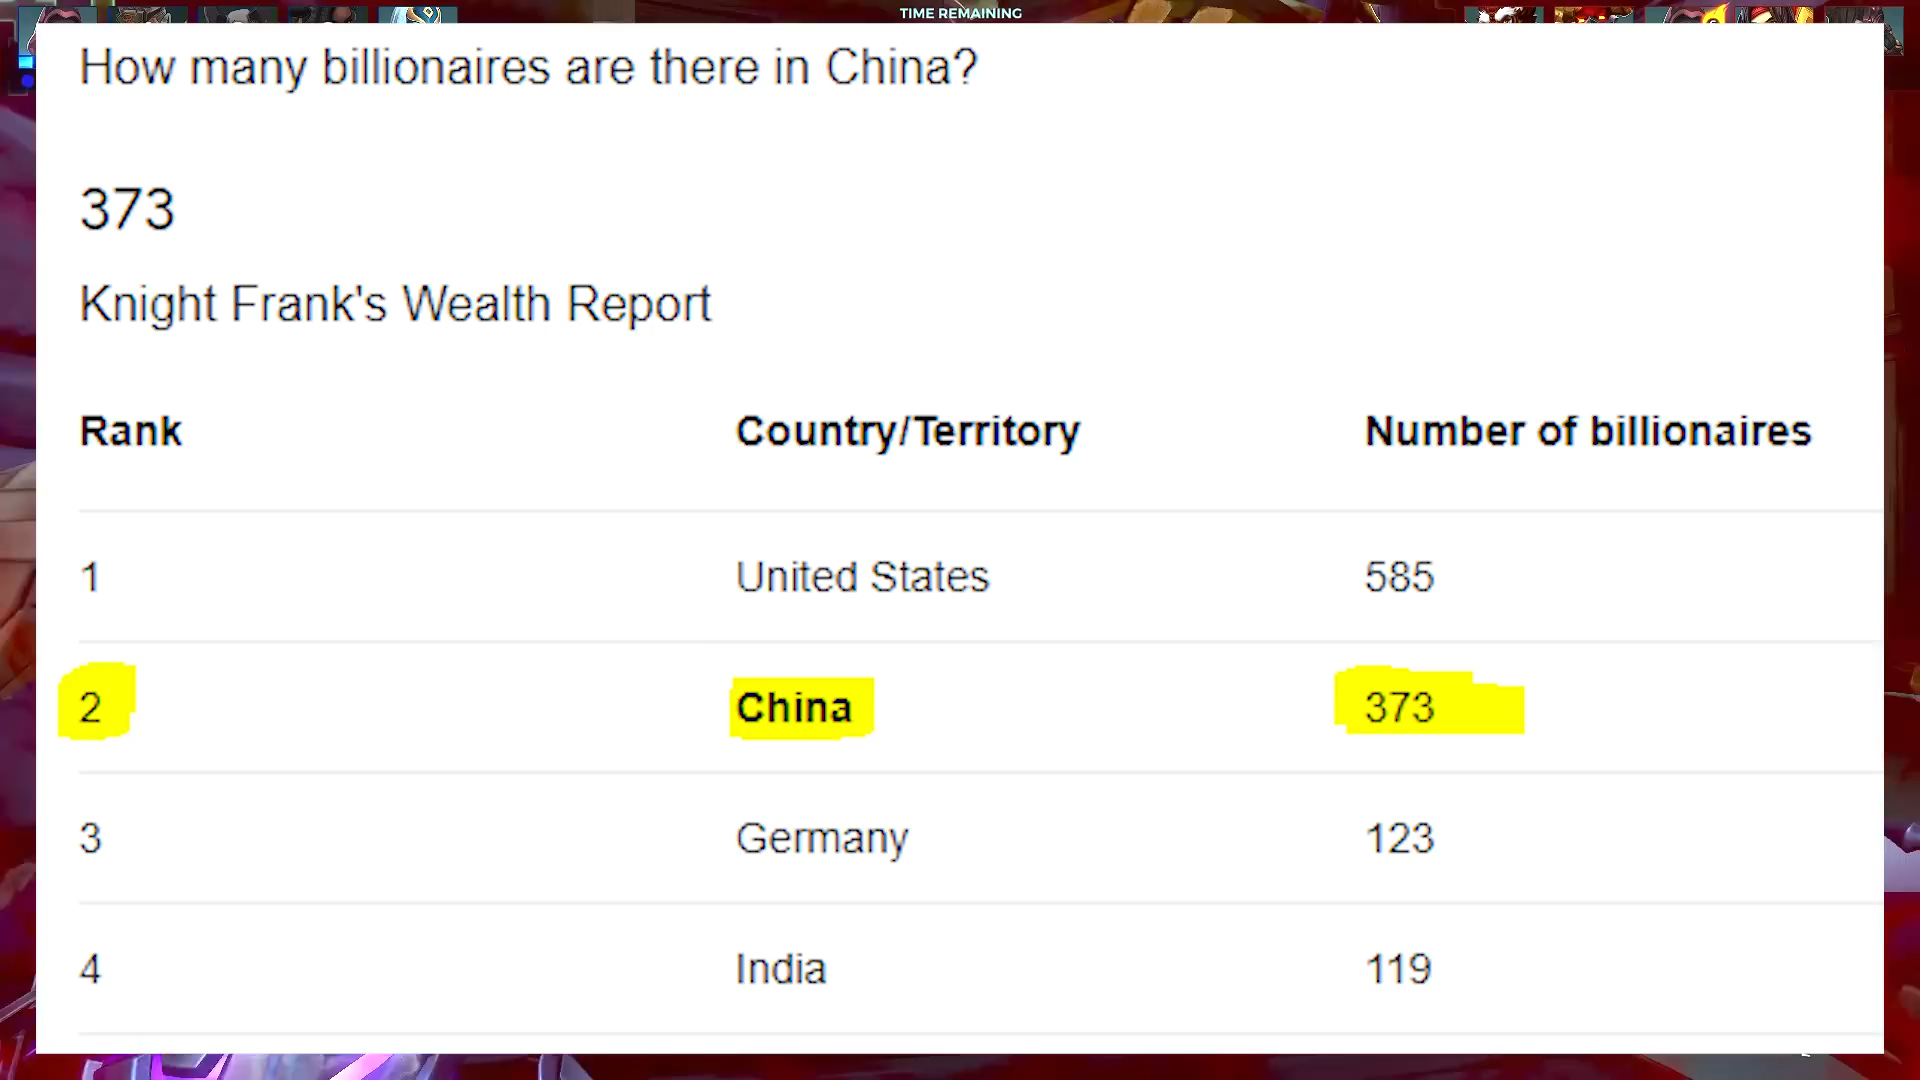 TIME REMAINING
How many billionaires are there in China?
373
Knight Frank's Wealth Report
Rank Country/Territory Number of billionaires
1 United States 585
2 China 373
3 Germany 123
4 India 119